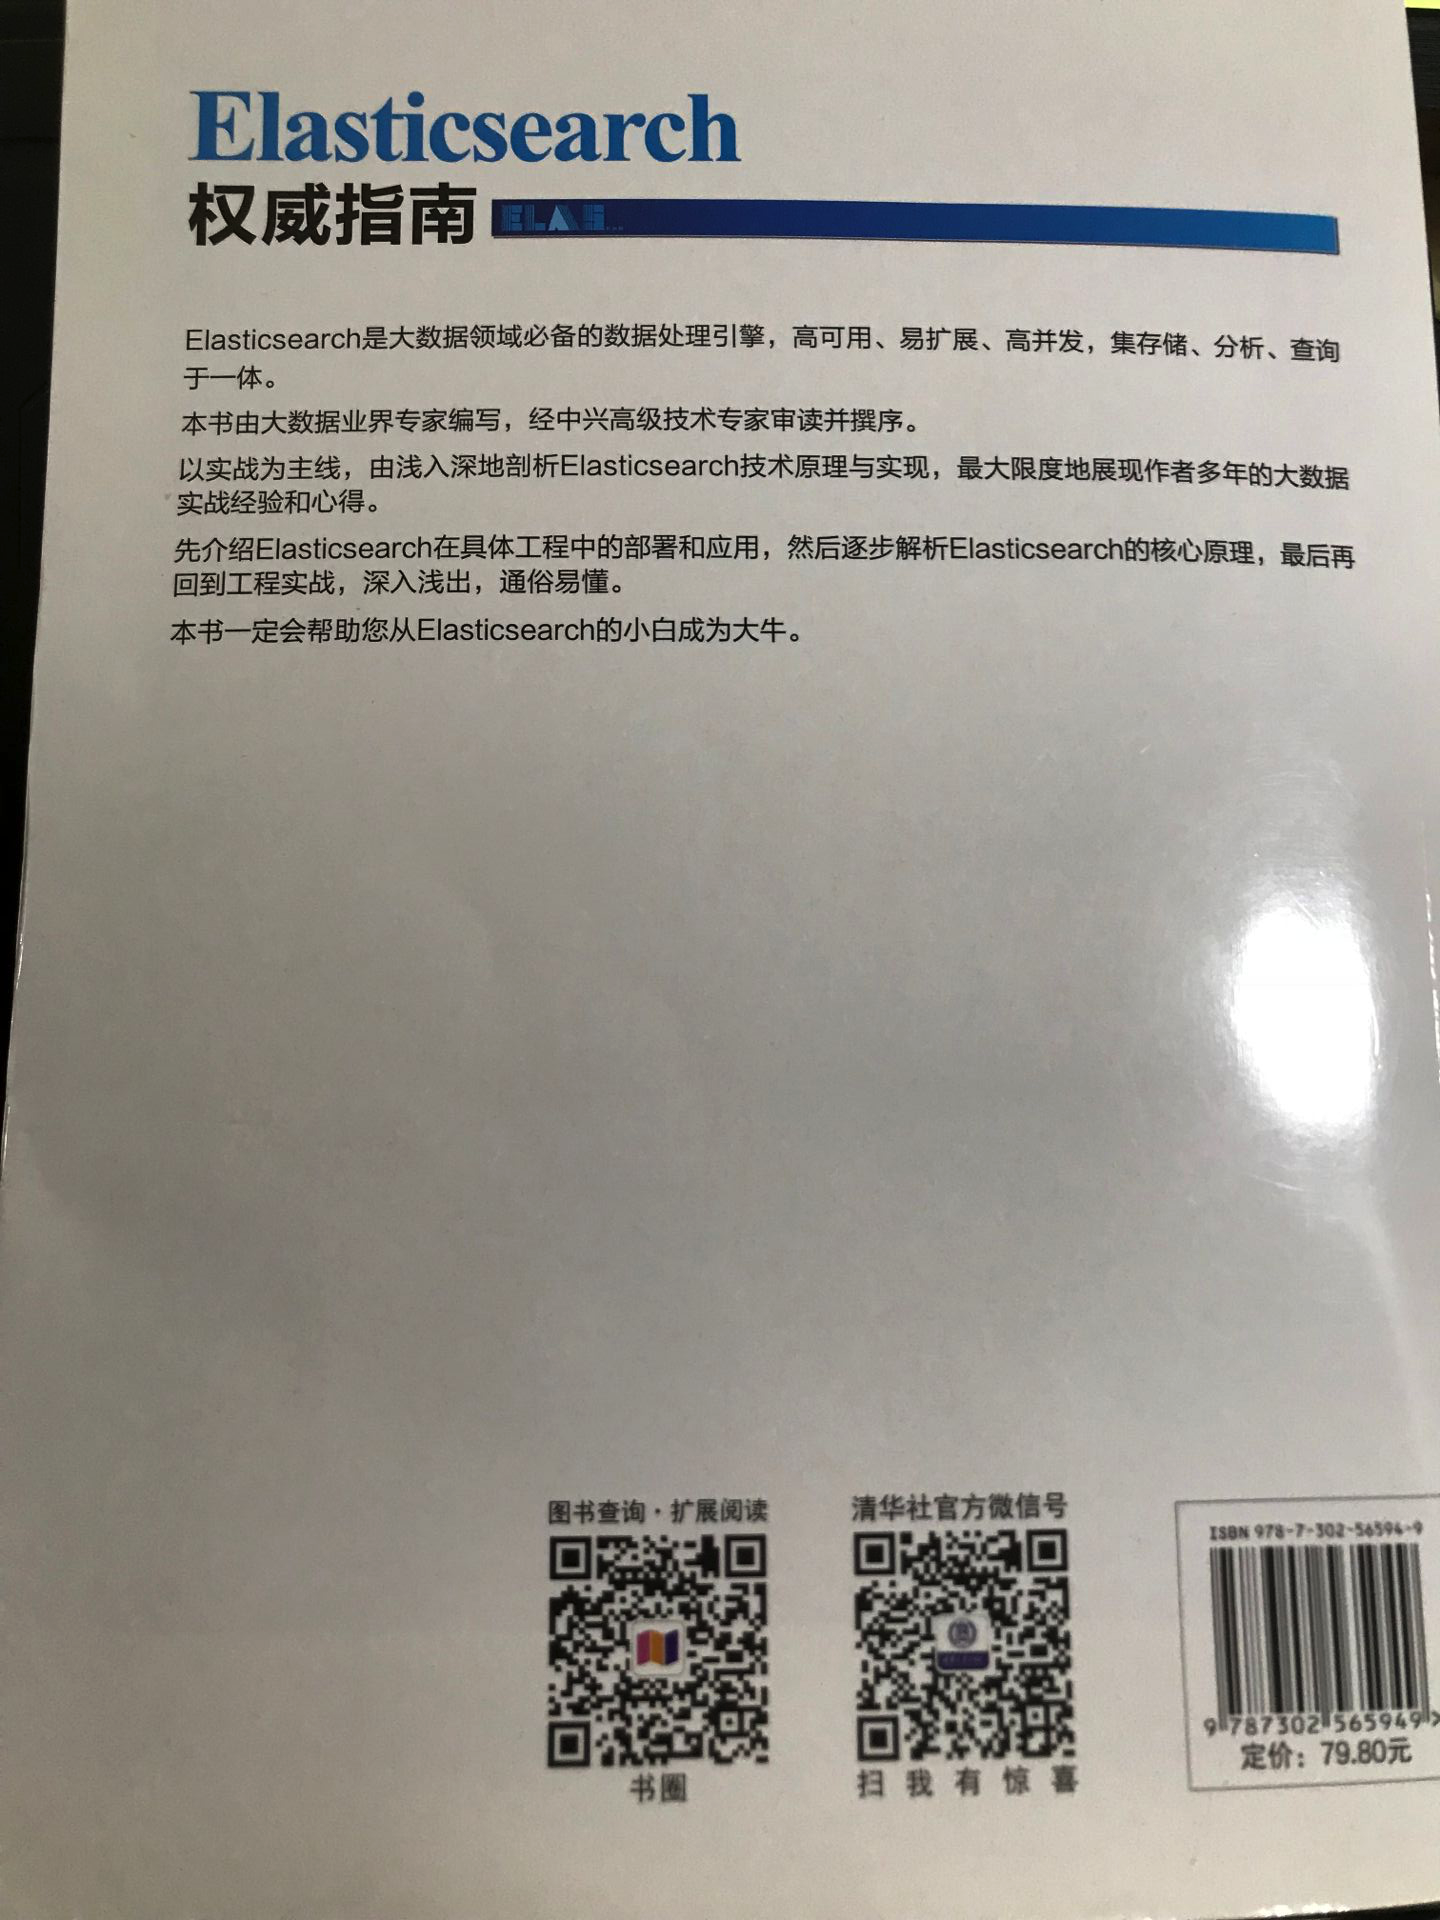 Elasticsearch
权威指南
ELAS...
Elasticsearch是大数据领域必备的数据处理引擎，高可用、易扩展、高并发，集存储、分析、查询
于一体。
本书由大数据业界专家编写，经中兴高级技术专家审读并撰序。
以实战为主线，由浅入深地剖析Elasticsearch技术原理与实现，最大限度地展现作者多年的大数据
实战经验和心得。
先介绍Elasticsearch在具体工程中的部署和应用，然后逐步解析Elasticsearch的核心原理，最后再
回到工程实战，深入浅出，通俗易懂。
本书一定会帮助您从Elasticsearch的小白成为大牛。
图书查询·扩展阅读
书圈
清华社官方微信号
扫我有惊喜
ISBN 978-7-302-56594-9
9 787302 565949 >
定价：79.80元